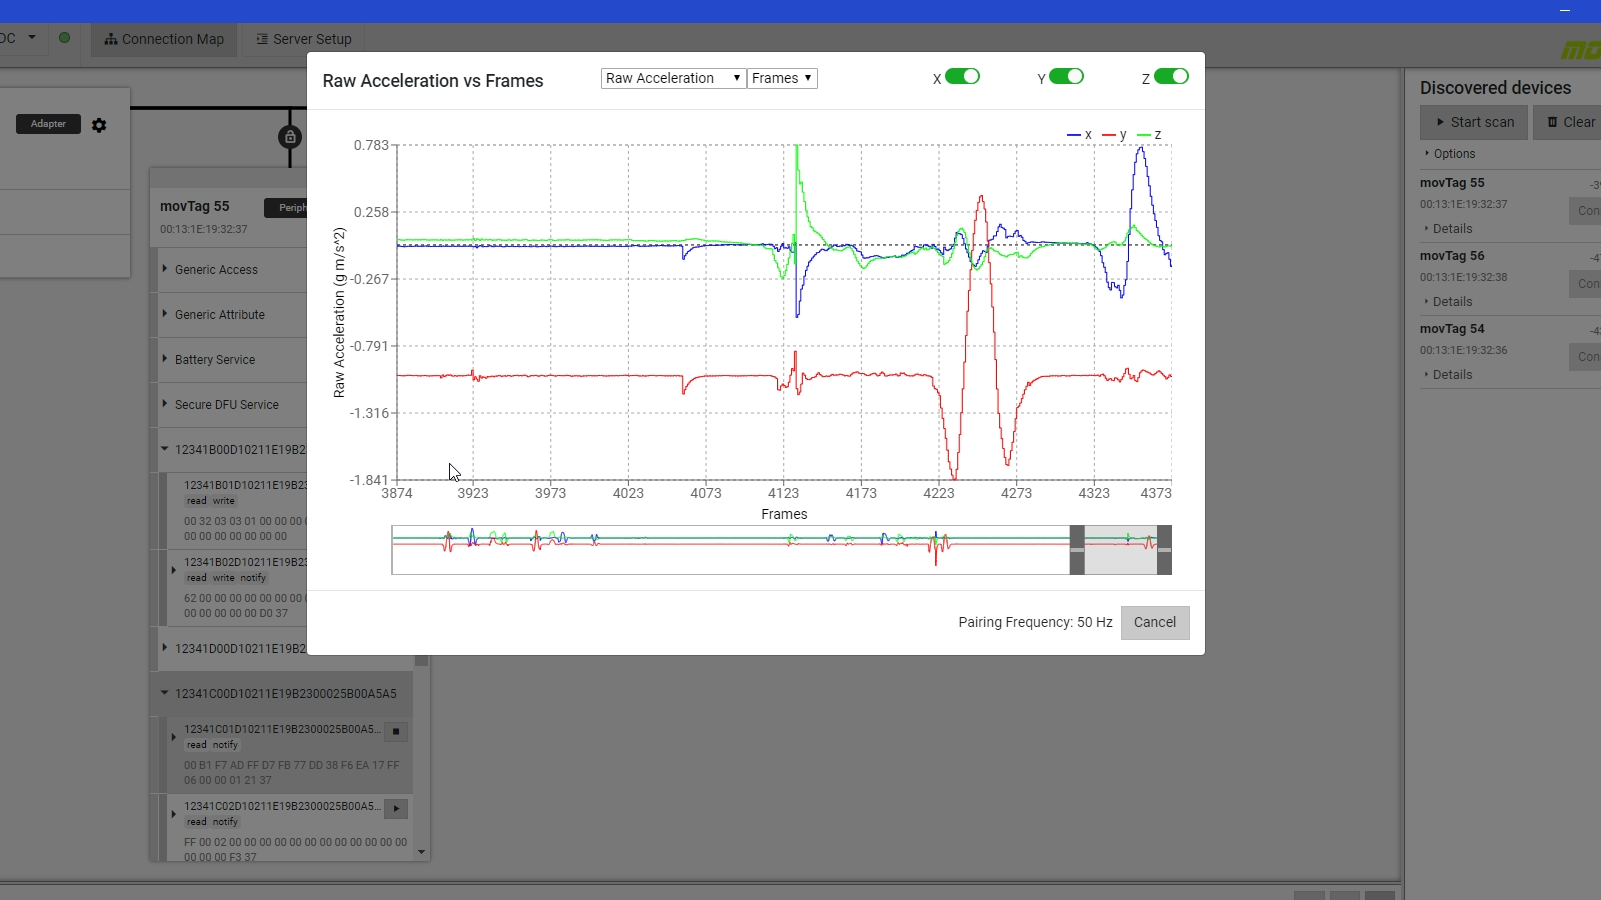 DC
Connection Map
Server Setup
Adapter
movTag 55
00:13:1E:19:32:37
Generic Access
Generic Attribute
Battery Service
Secure DFU Service
12341B00D10211E19B2
12341B01D10211E19B2
read write
00 32 03 03 01 00 00 00
00 00 00 00 00 00 00
12341B02D10211E19B2
read write notify
62 00 00 00 00 00 00 00
00 00 00 00 00 D0 37
12341D00D10211E19B2
12341C00D10211E19B2300025B00A5A5
12341C01D10211E19B2300025B00A5...
read notify
00 B1 F7 AD FF D7 FB 77 DD 38 F6 EA 17 FF
06 00 00 01 21 37
12341C02D10211E19B2300025B00A5...
read notify
FF 00 02 00 00 00 00 00 00 00 00 00 00 00 00
00 00 00 F3 37
Raw Acceleration vs Frames
Raw Acceleration
Frames
X
Y
Z
x y z
Raw Acceleration (g m/s^2)
0.783
0.258
-0.267
-0.791
-1.316
-1.841
3874 3923 3973 4023 4073 4123 4173 4223 4273 4323 4373
Frames
Pairing Frequency: 50 Hz
Cancel
Discovered devices
Start scan
Clear
Options
movTag 55
00:13:1E:19:32:37
Details
movTag 56
00:13:1E:19:32:38
Details
movTag 54
00:13:1E:19:32:36
Details